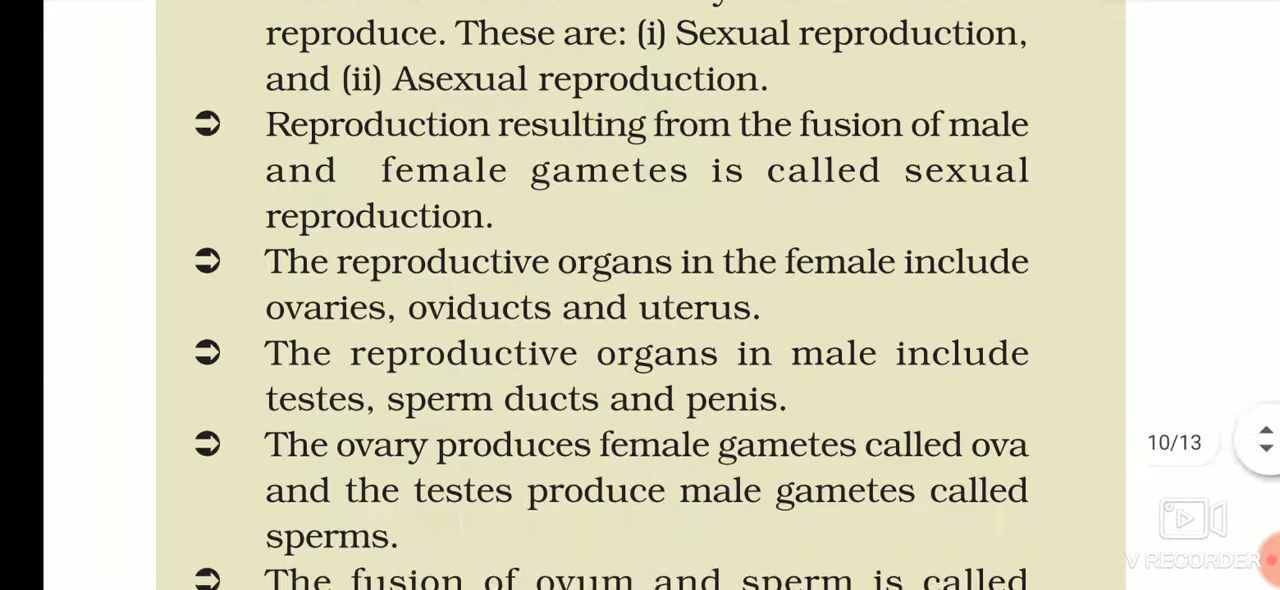 reproduce. These are: (i) Sexual reproduction,
and (ii) Asexual reproduction.
➲ Reproduction resulting from the fusion of male
and female gametes is called sexual
reproduction.
➲ The reproductive organs in the female include
ovaries, oviducts and uterus.
➲ The reproductive organs in male include
testes, sperm ducts and penis.
➲ The ovary produces female gametes called ova
and the testes produce male gametes called
sperms.
➲ The fusion of ovum and sperm is called
10/13
V RECORDER